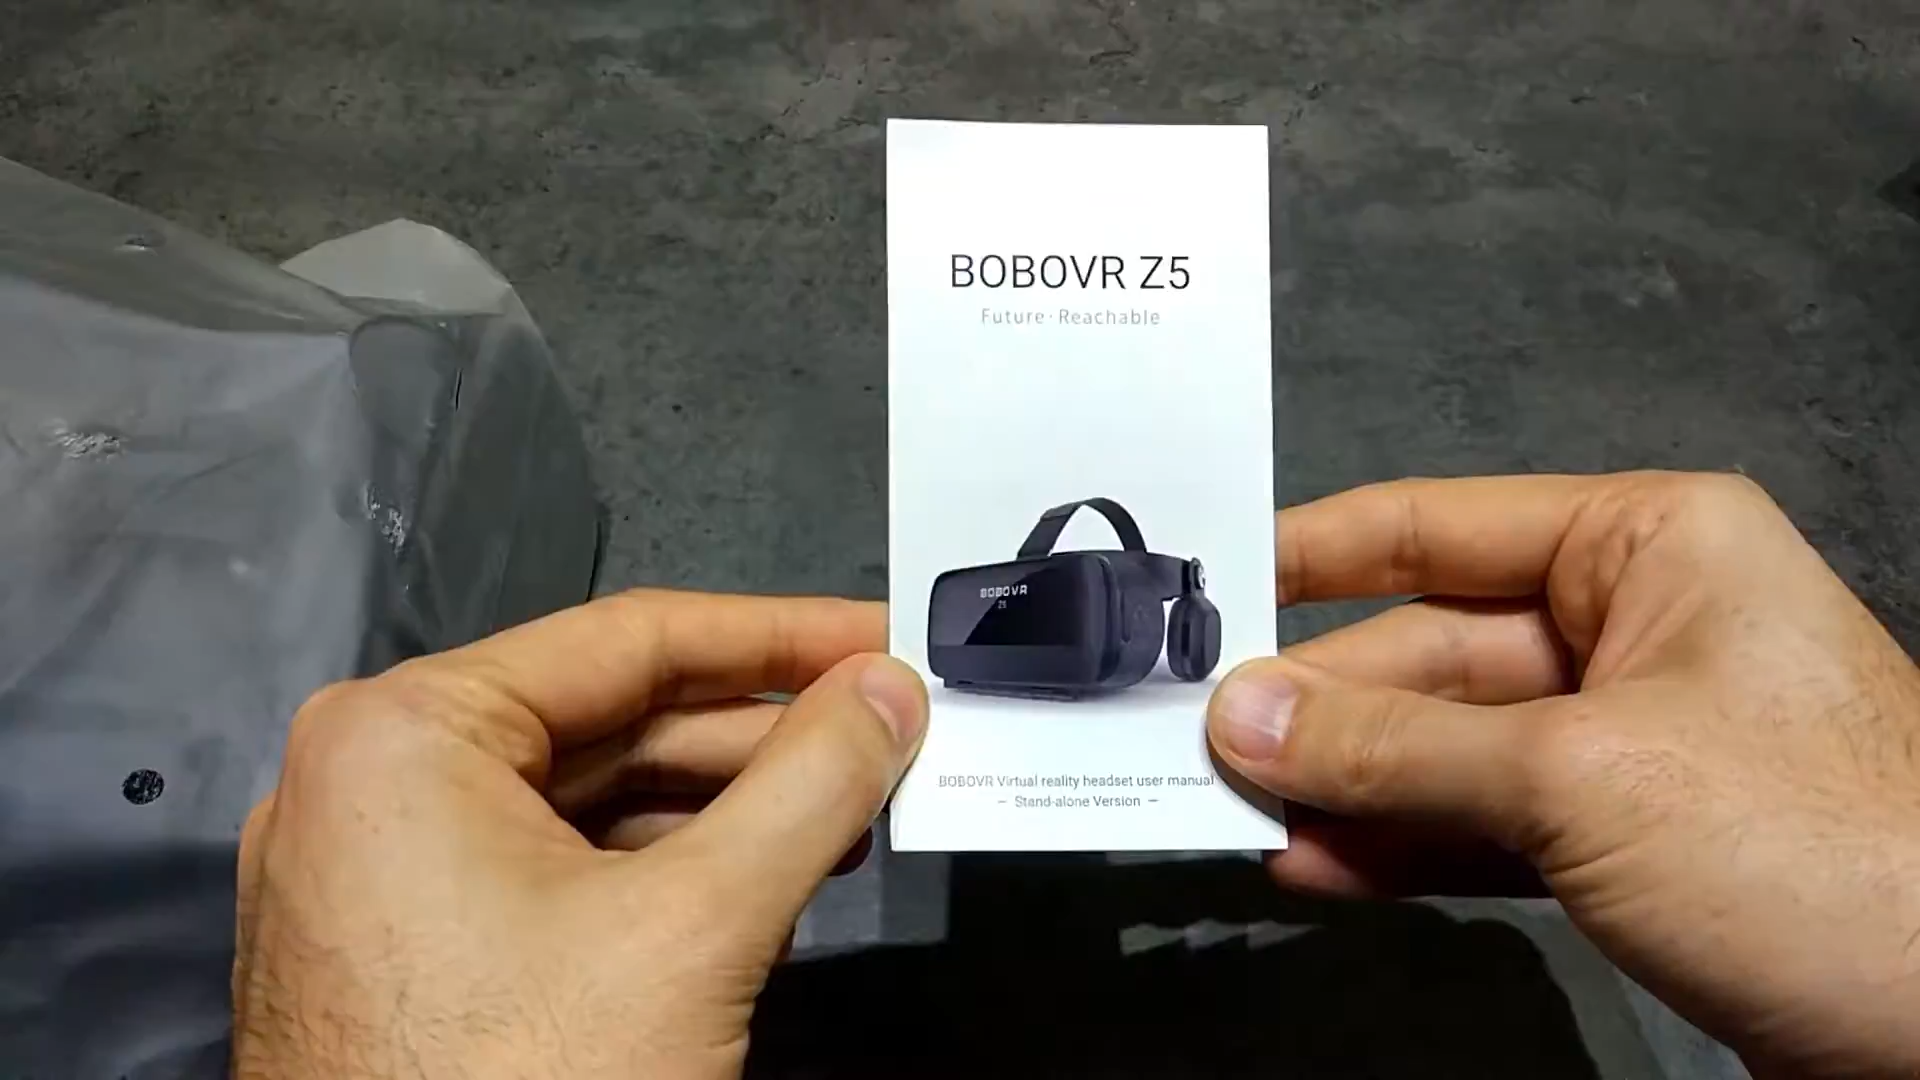 BOBOVR Z5
Future·Reachable
BOBOVR
Z5
BOBOVR Virtual reality headset user manual
— Stand-alone Version —